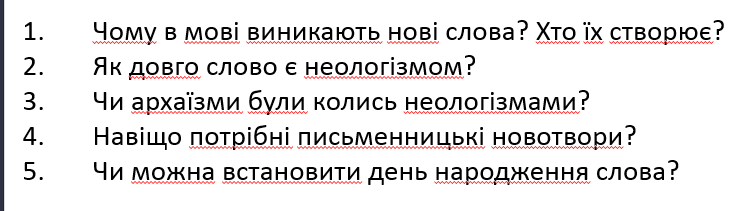 1. Чому в мові виникають нові слова? Хто їх створює?
2. Як довго слово є неологізмом?
3. Чи архаїзми були колись неологізмами?
4. Навіщо потрібні письменницькі новотвори?
5. Чи можна встановити день народження слова?